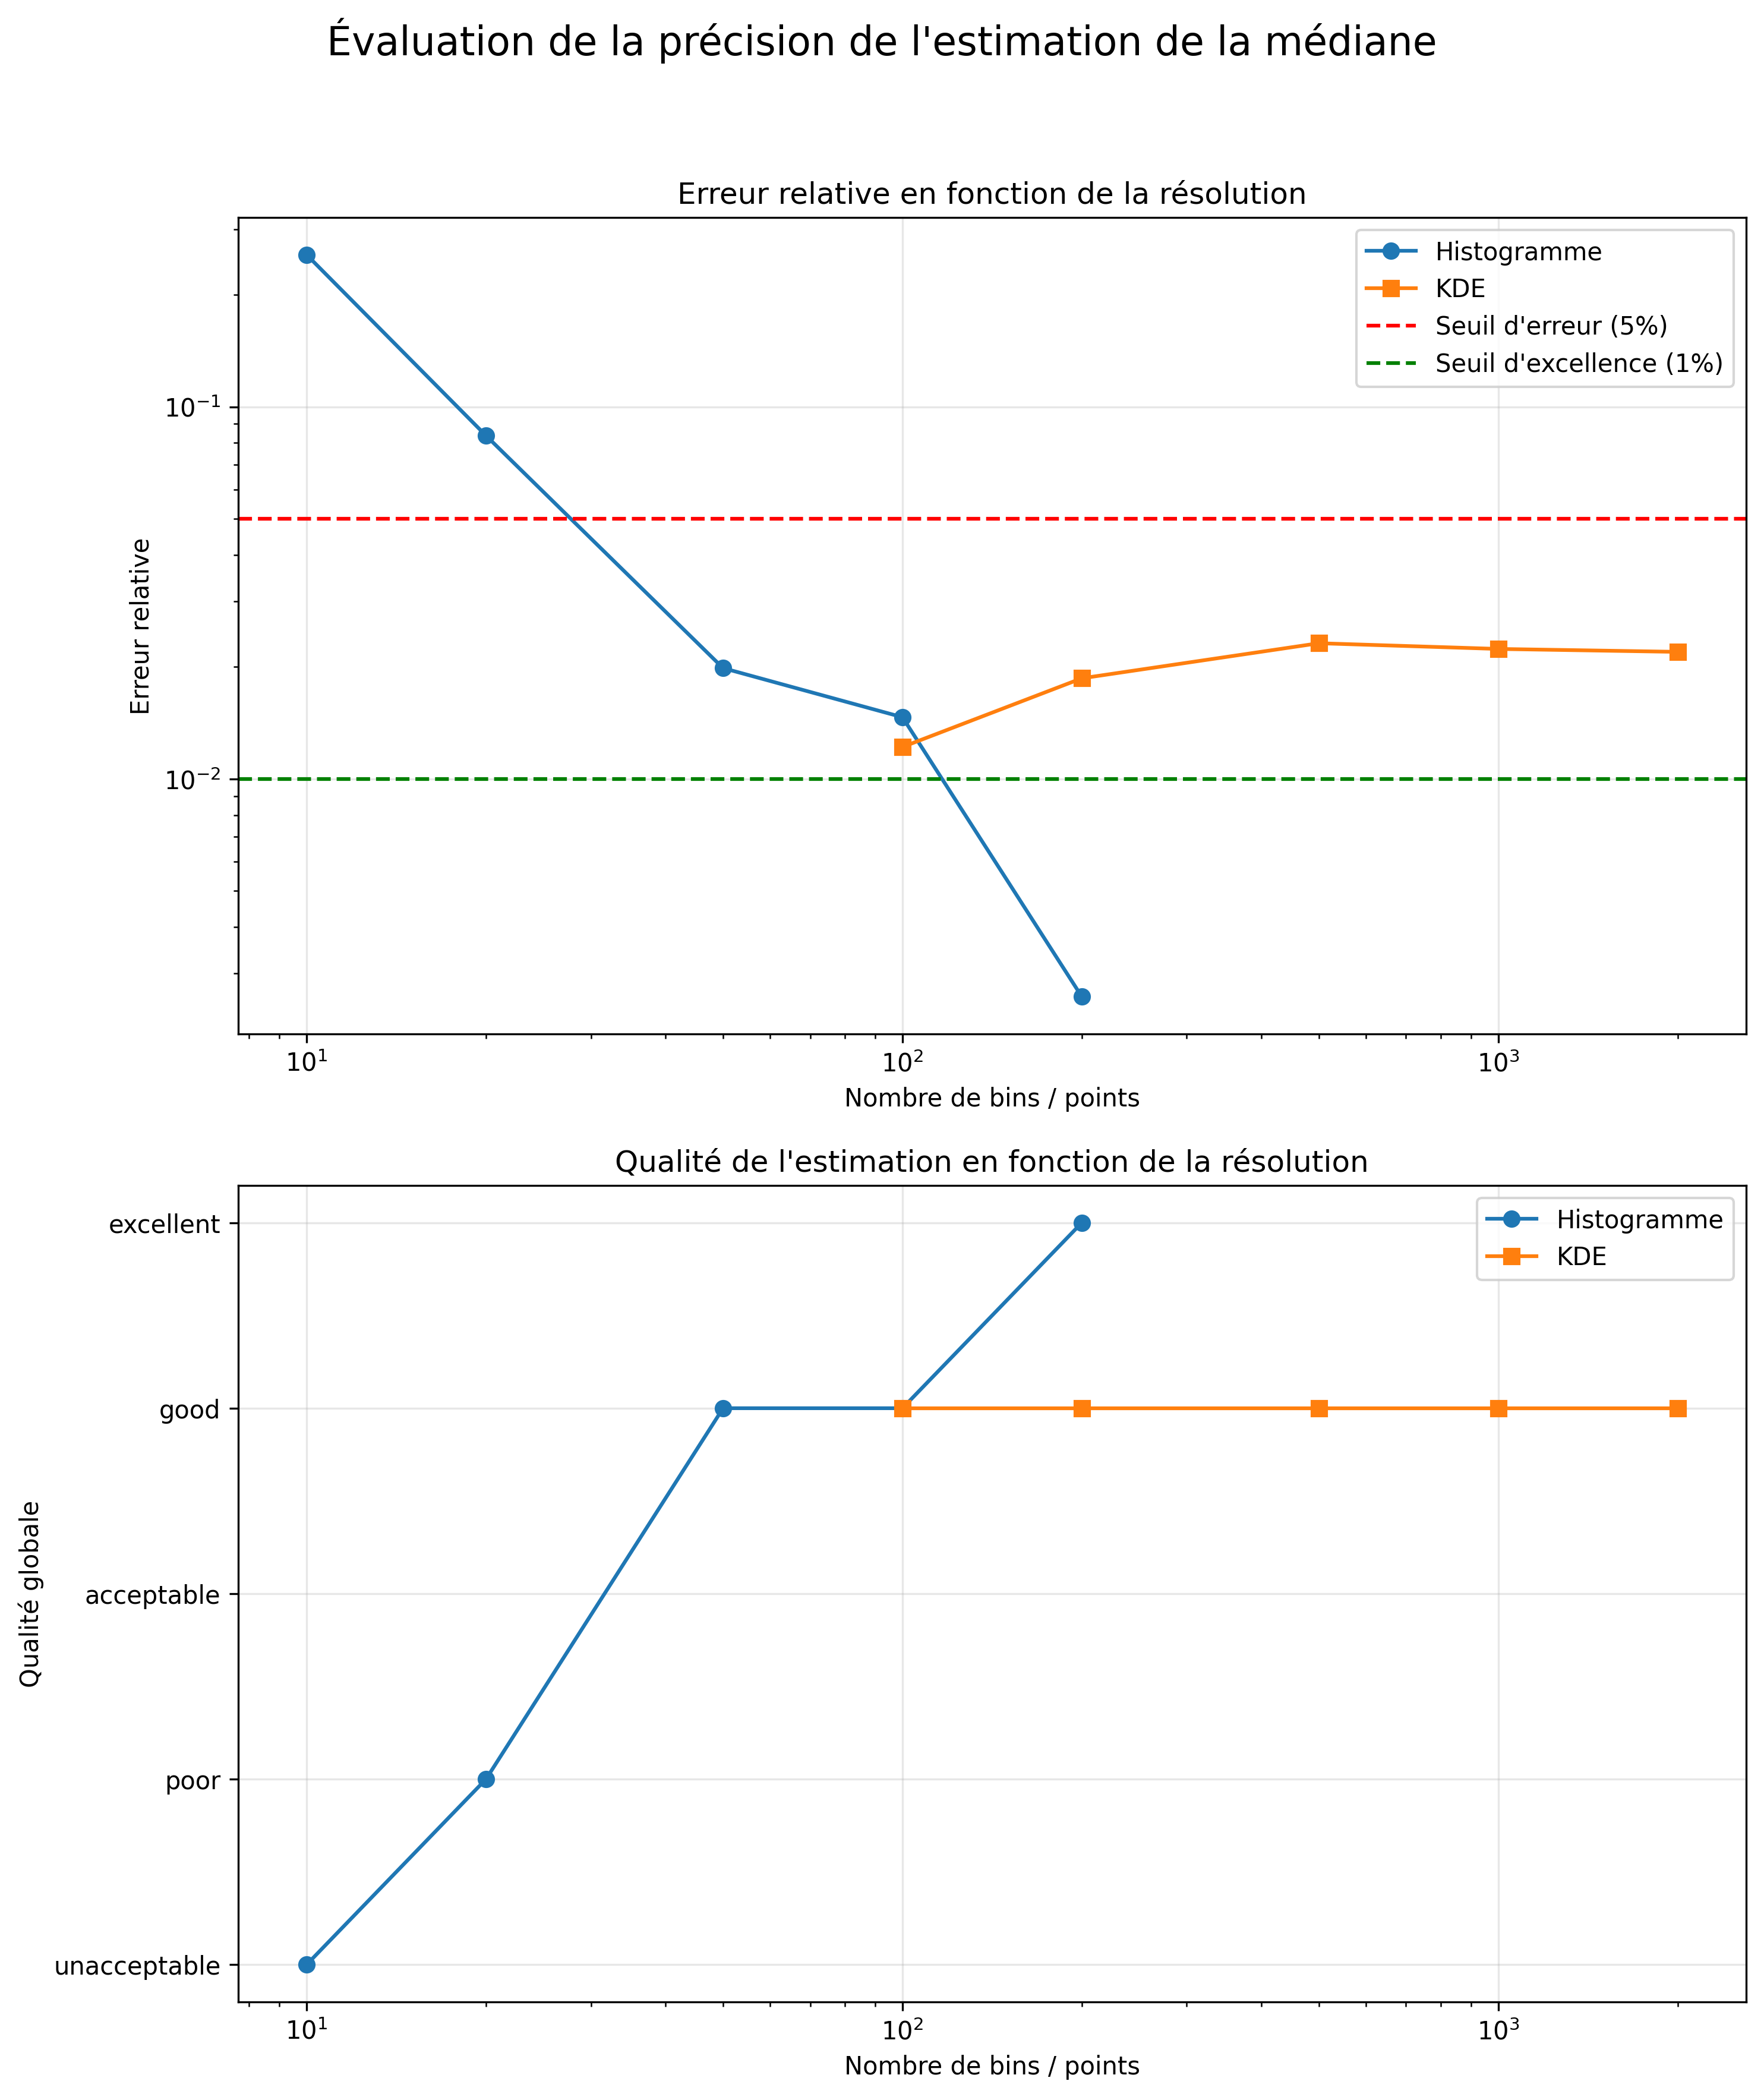 Évaluation de la précision de l'estimation de la médiane
Erreur relative en fonction de la résolution
Histogramme
KDE
Seuil d'erreur (5%)
Seuil d'excellence (1%)
Erreur relative
10⁻¹
10⁻²
10¹
10²
10³
Nombre de bins / points
Qualité de l'estimation en fonction de la résolution
Histogramme
KDE
Qualité globale
excellent
good
acceptable
poor
unacceptable
10¹
10²
10³
Nombre de bins / points